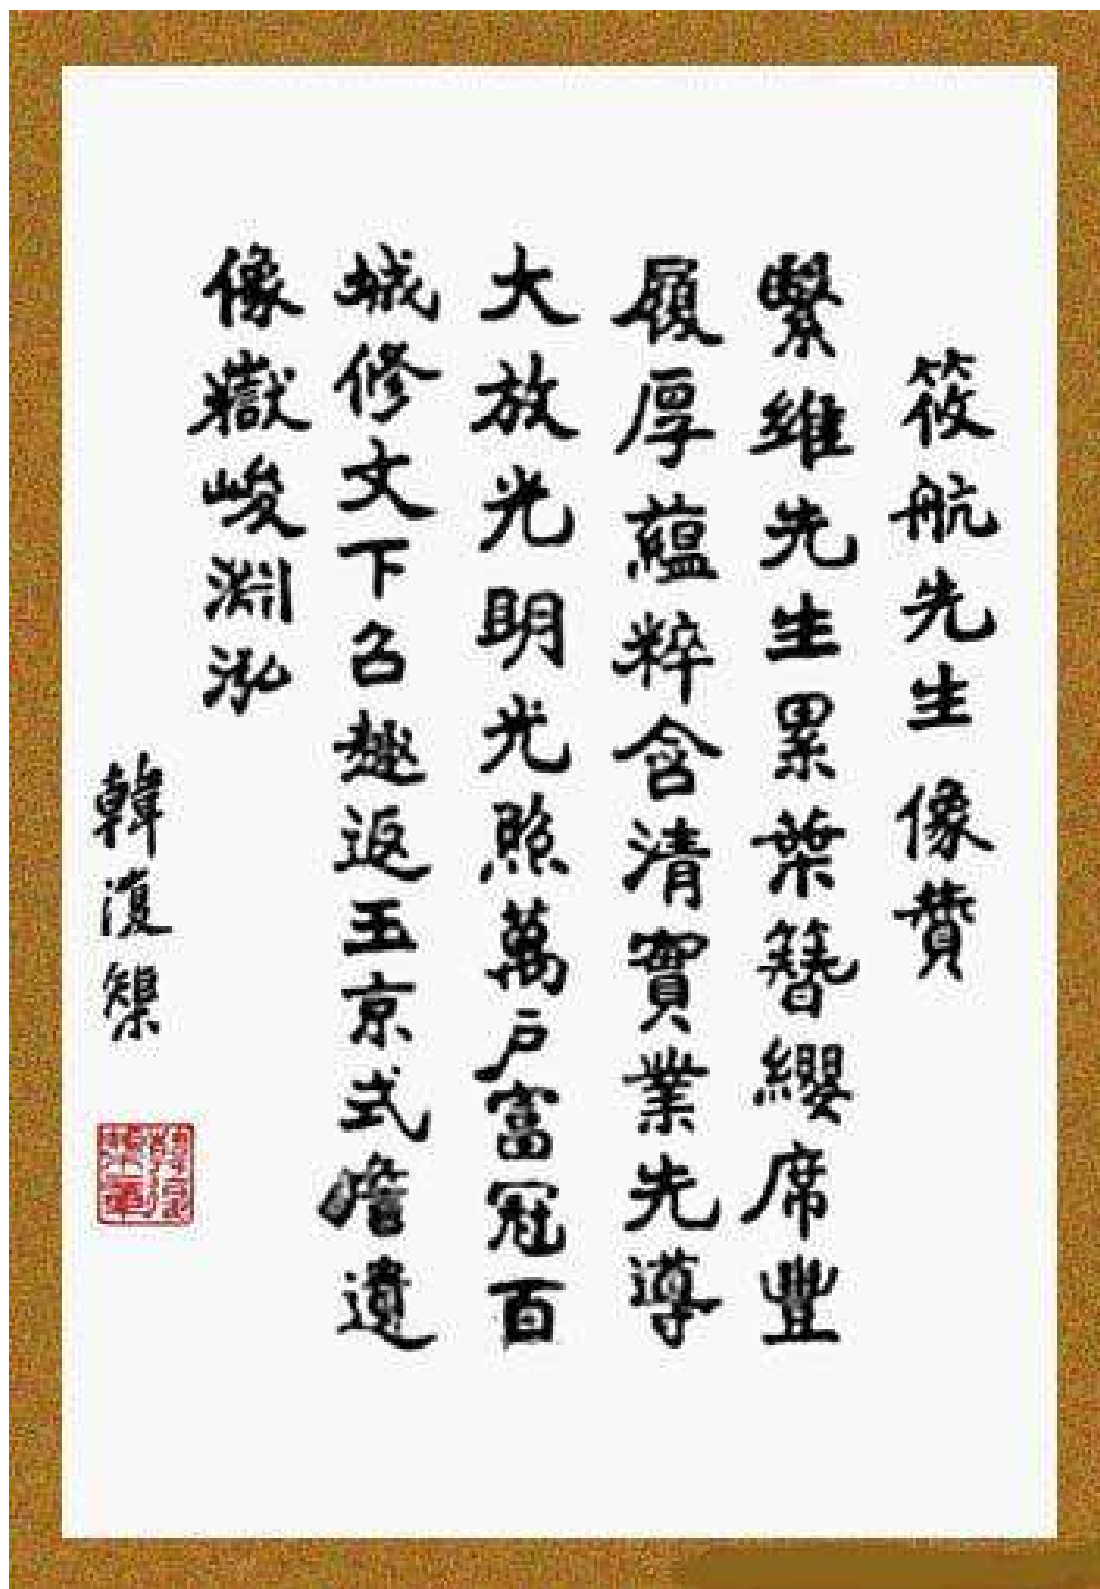 筱航先生像贊
繄維先生累葉簪纓席豐
履厚蘊粹含清實業先導
大放光明光照萬戶富冠百
城修文下召趣返玉京式瞻遺
像嶽峻淵泓
韓復榘